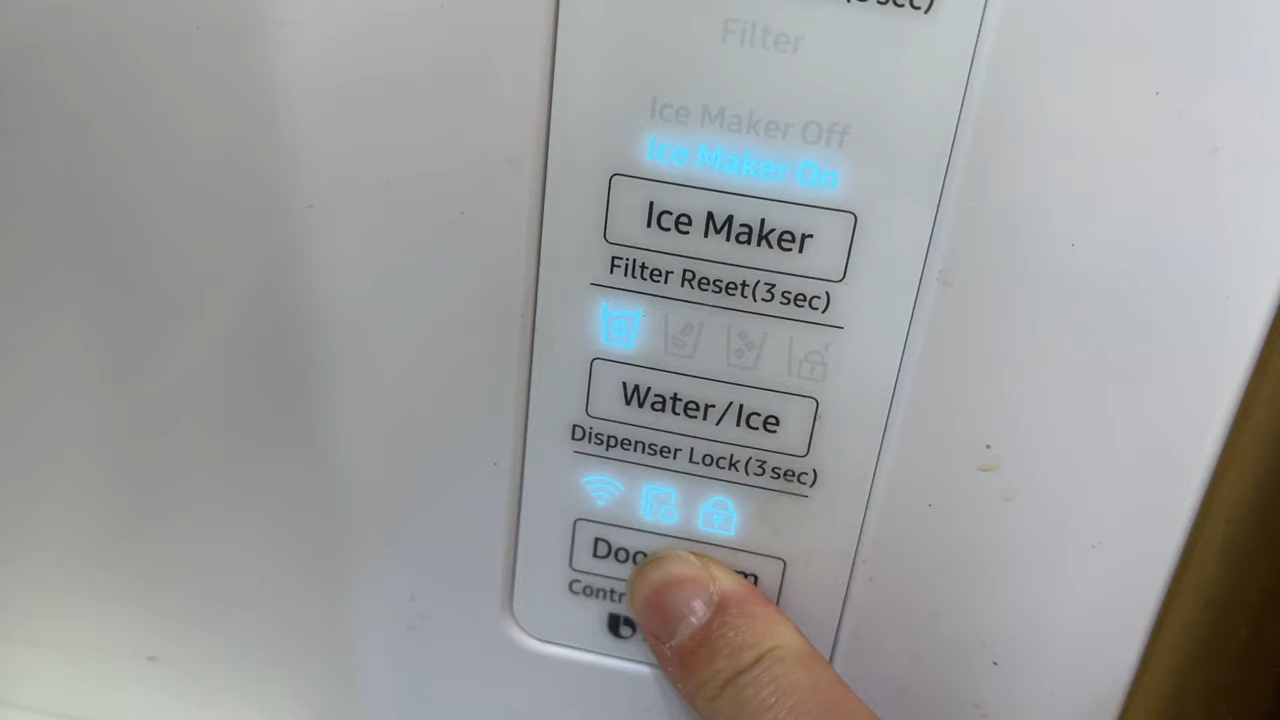 Filter
Ice Maker Off
Ice Maker On
Ice Maker
Filter Reset(3 sec)
Water/Ice
Dispenser Lock(3 sec)